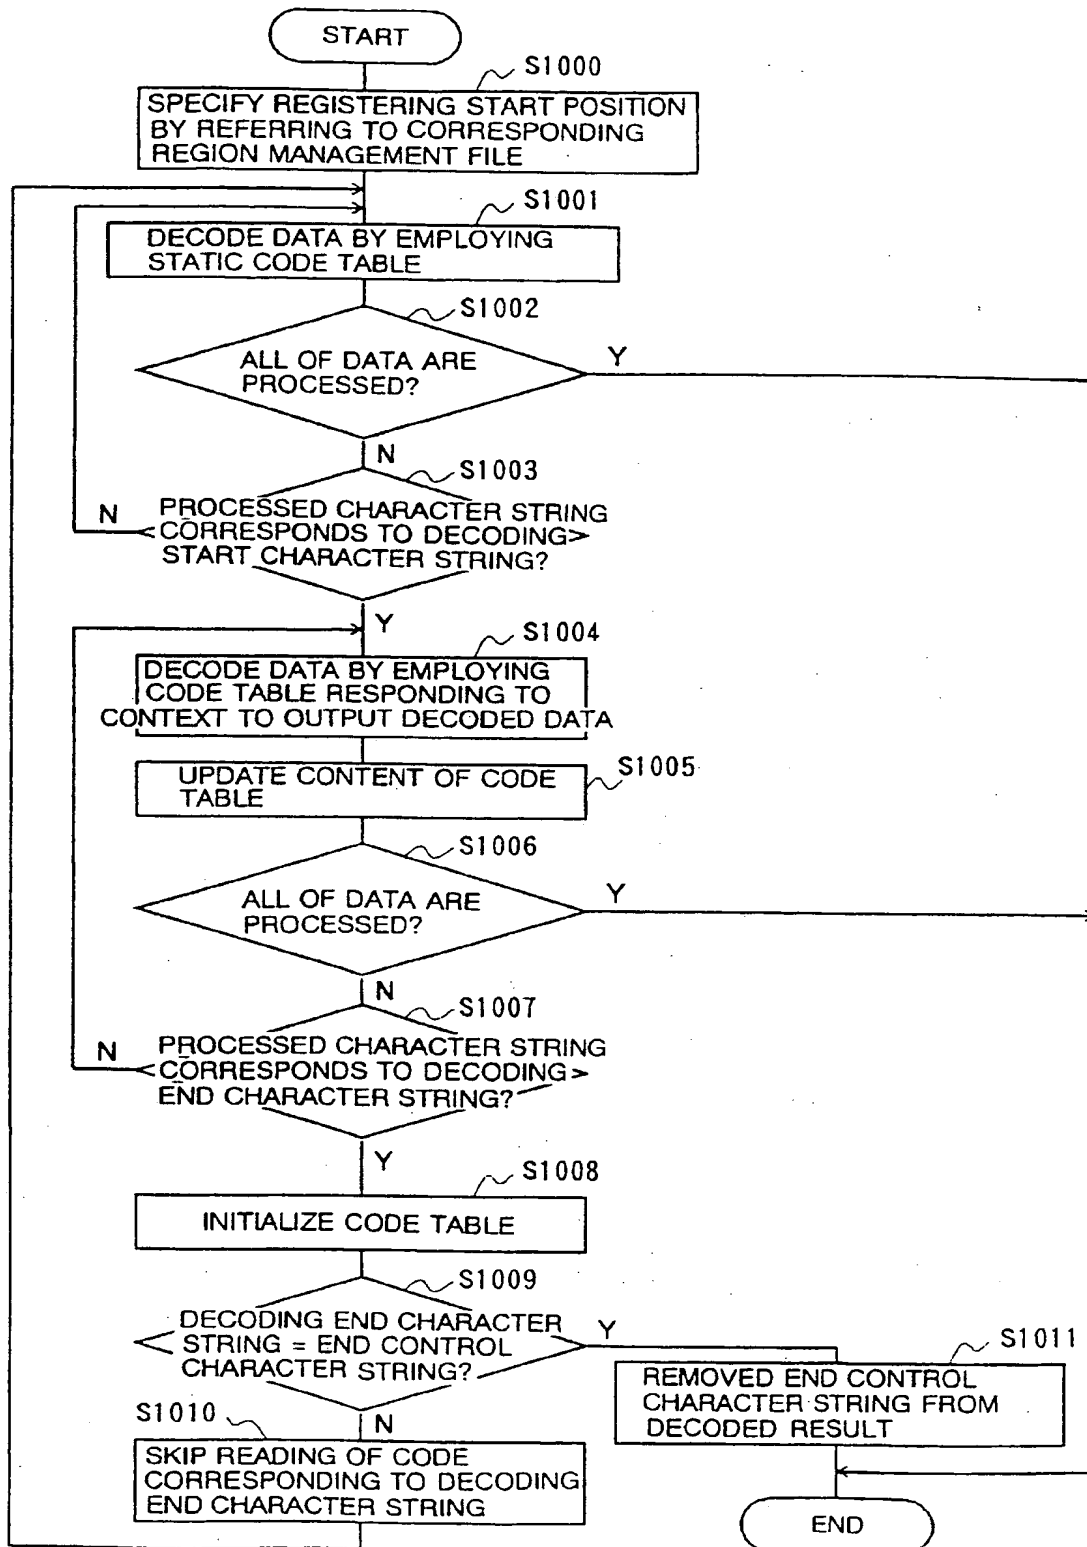 START
S1000
SPECIFY REGISTERING START POSITION
BY REFERRING TO CORRESPONDING
REGION MANAGEMENT FILE
S1001
DECODE DATA BY EMPLOYING
STATIC CODE TABLE
S1002
ALL OF DATA ARE
PROCESSED?
Y
N
S1003
PROCESSED CHARACTER STRING
CORRESPONDS TO DECODING
START CHARACTER STRING?
N
Y
S1004
DECODE DATA BY EMPLOYING
CODE TABLE RESPONDING TO
CONTEXT TO OUTPUT DECODED DATA
S1005
UPDATE CONTENT OF CODE
TABLE
S1006
ALL OF DATA ARE
PROCESSED?
Y
N
S1007
PROCESSED CHARACTER STRING
CORRESPONDS TO DECODING
END CHARACTER STRING?
N
Y
S1008
INITIALIZE CODE TABLE
S1009
DECODING END CHARACTER
STRING = END CONTROL
CHARACTER STRING?
Y
N
S1011
REMOVED END CONTROL
CHARACTER STRING FROM
DECODED RESULT
S1010
SKIP READING OF CODE
CORRESPONDING TO DECODING
END CHARACTER STRING
END